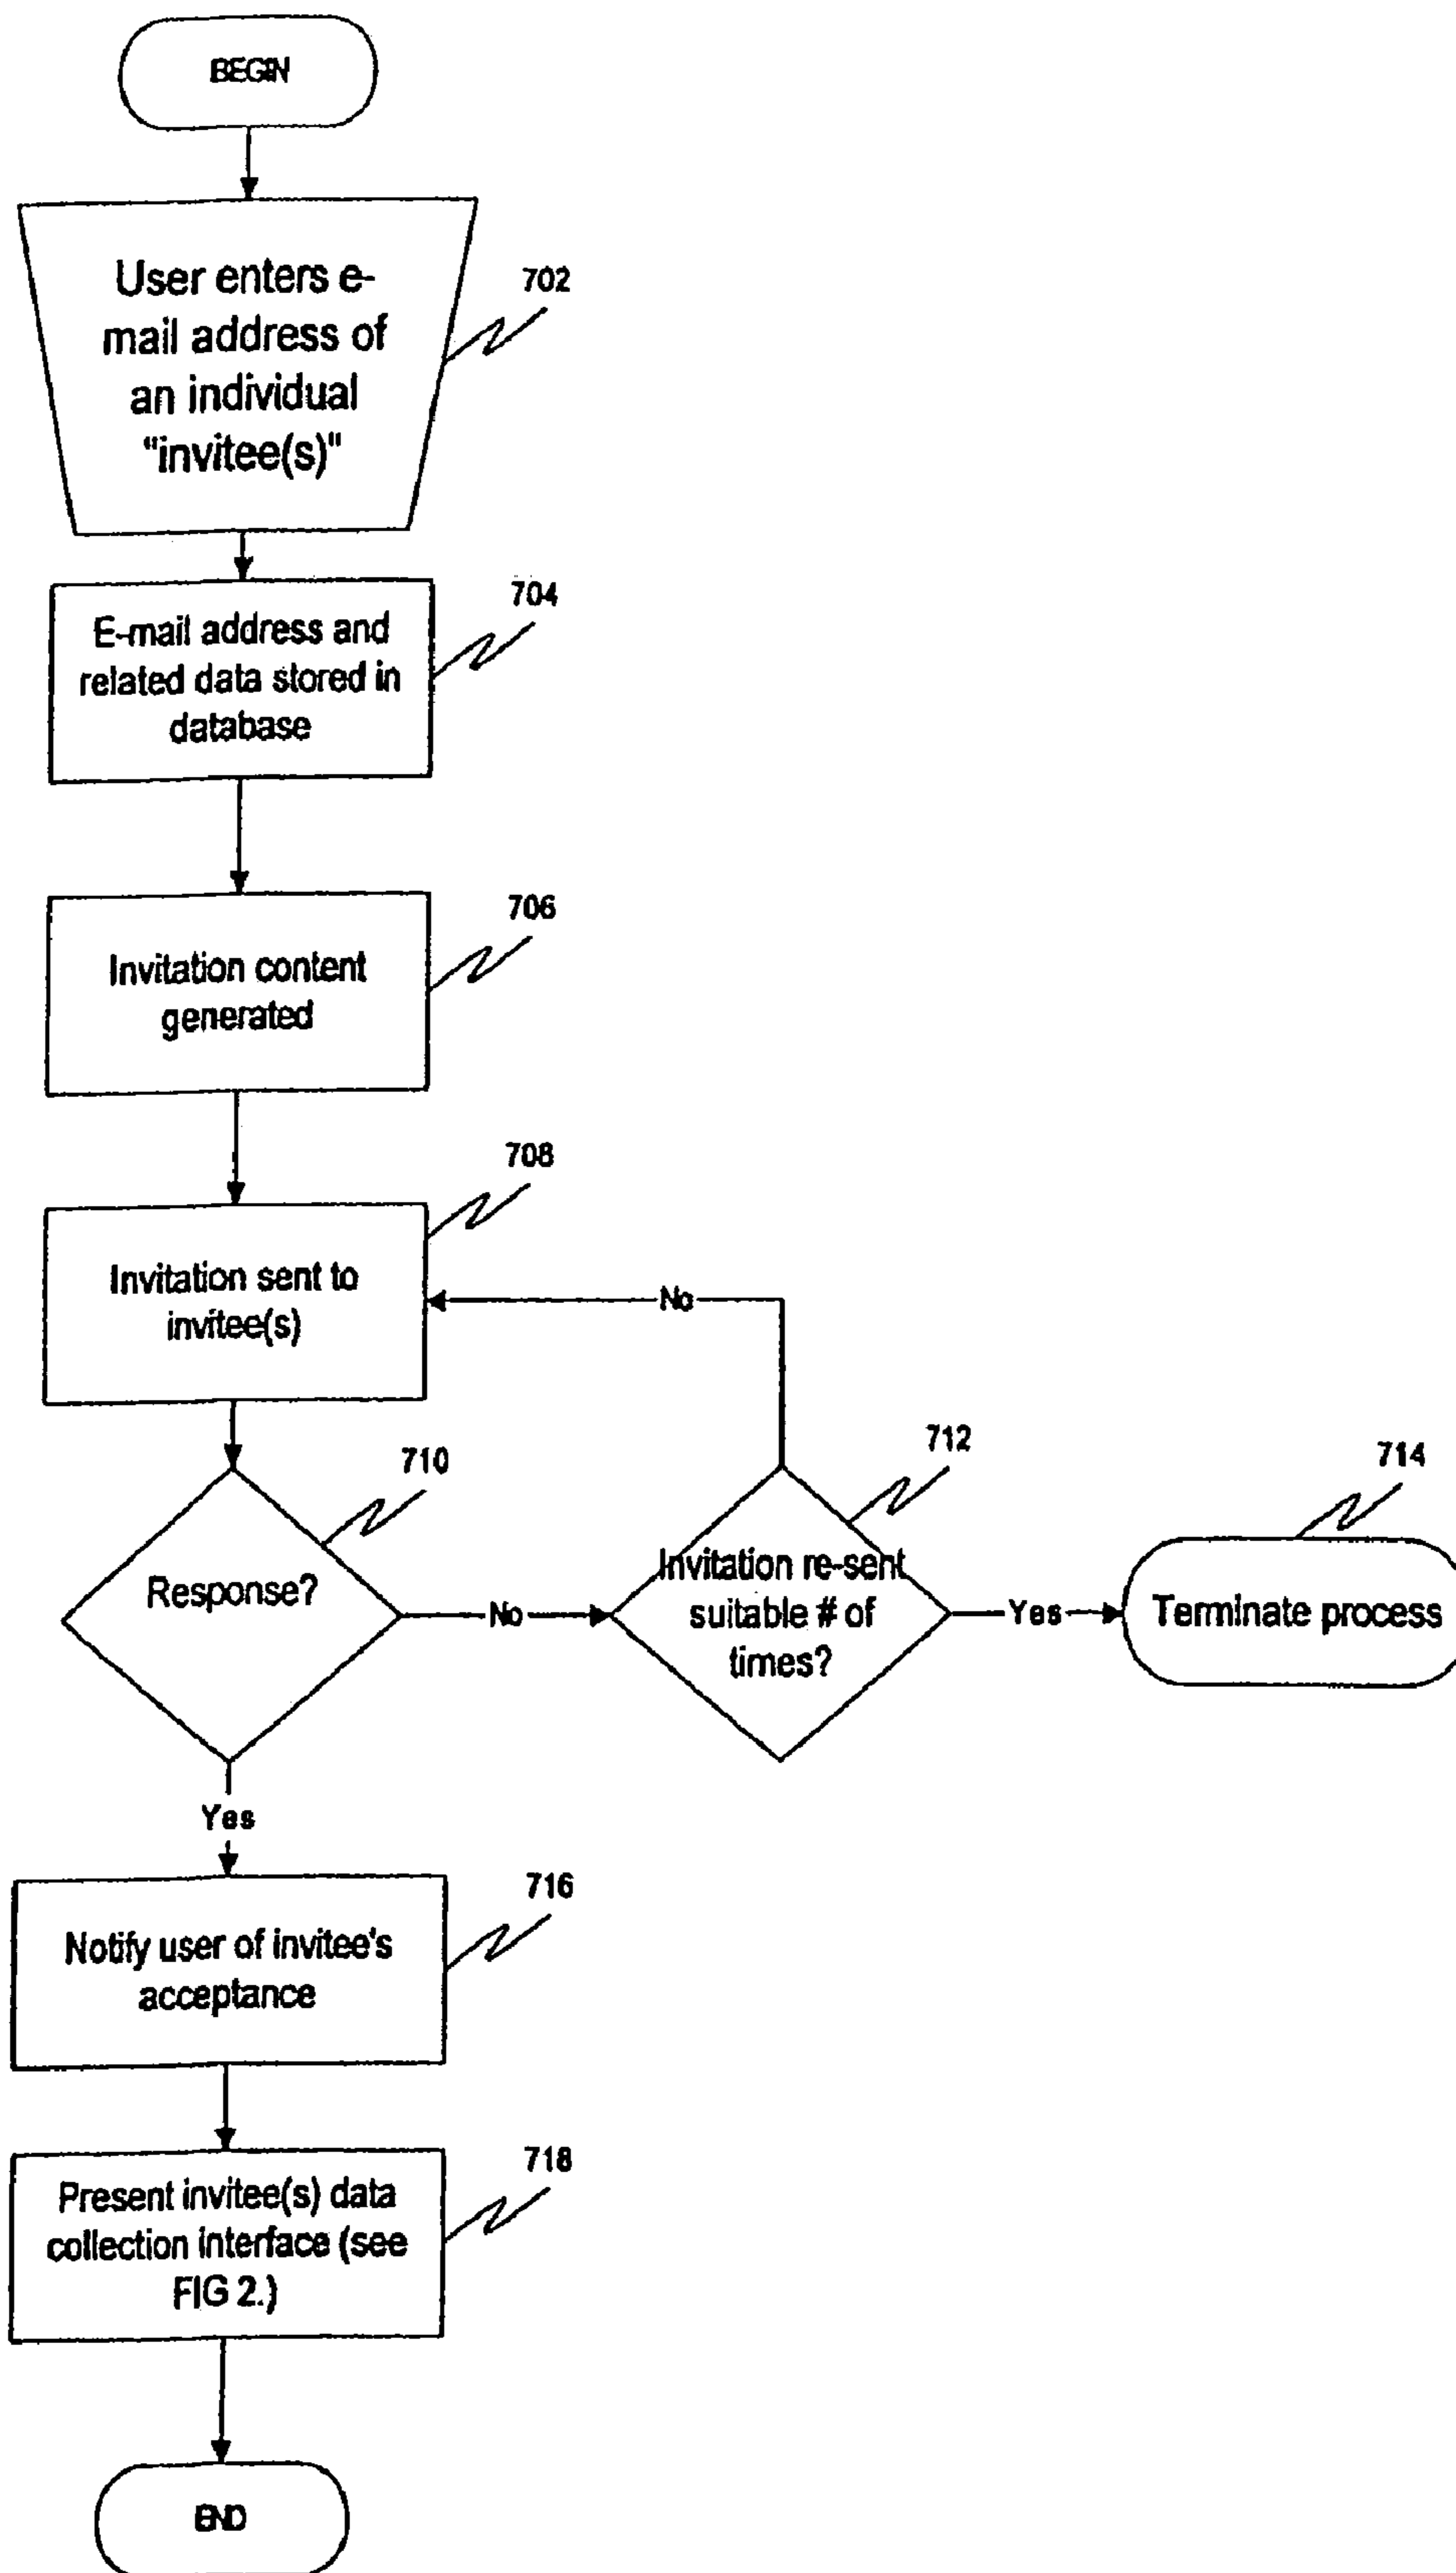 BEGIN
User enters e-
mail address of
an individual
"invitee(s)"
702
E-mail address and
related data stored in
database
704
Invitation content
generated
706
Invitation sent to
invitee(s)
708
No
Response?
710
No
Invitation re-sent
suitable # of
times?
712
Yes
Terminate process
714
Yes
Notify user of invitee's
acceptance
716
Present invitee(s) data
collection interface (see
FIG 2.)
718
END